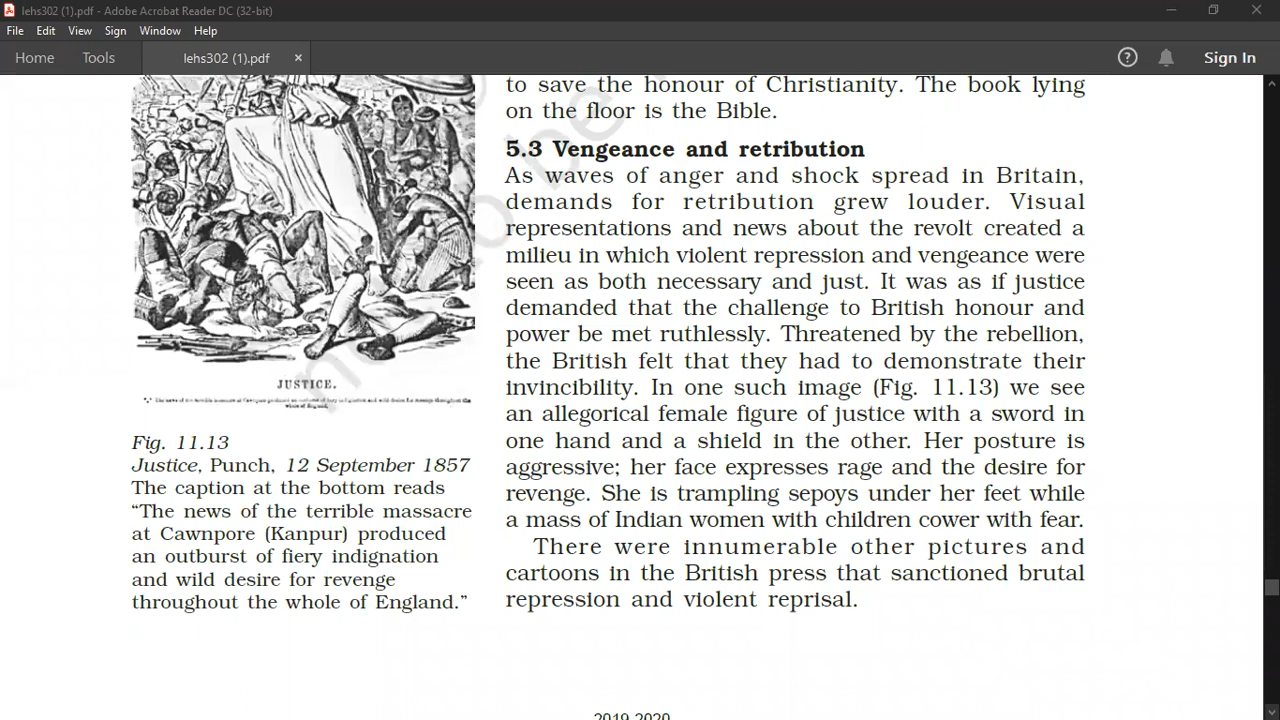 lehs302 (1).pdf - Adobe Acrobat Reader DC (32-bit)
File Edit View Sign Window Help
Home Tools lehs302 (1).pdf × ? Sign In
to save the honour of Christianity. The book lying
on the floor is the Bible.
5.3 Vengeance and retribution
As waves of anger and shock spread in Britain,
demands for retribution grew louder. Visual
representations and news about the revolt created a
milieu in which violent repression and vengeance were
seen as both necessary and just. It was as if justice
demanded that the challenge to British honour and
power be met ruthlessly. Threatened by the rebellion,
the British felt that they had to demonstrate their
invincibility. In one such image (Fig. 11.13) we see
an allegorical female figure of justice with a sword in
one hand and a shield in the other. Her posture is
aggressive; her face expresses rage and the desire for
revenge. She is trampling sepoys under her feet while
a mass of Indian women with children cower with fear.
There were innumerable other pictures and
cartoons in the British press that sanctioned brutal
repression and violent reprisal.
JUSTICE.
Fig. 11.13
Justice, Punch, 12 September 1857
The caption at the bottom reads
“The news of the terrible massacre
at Cawnpore (Kanpur) produced
an outburst of fiery indignation
and wild desire for revenge
throughout the whole of England.”
not to be
2019-2020